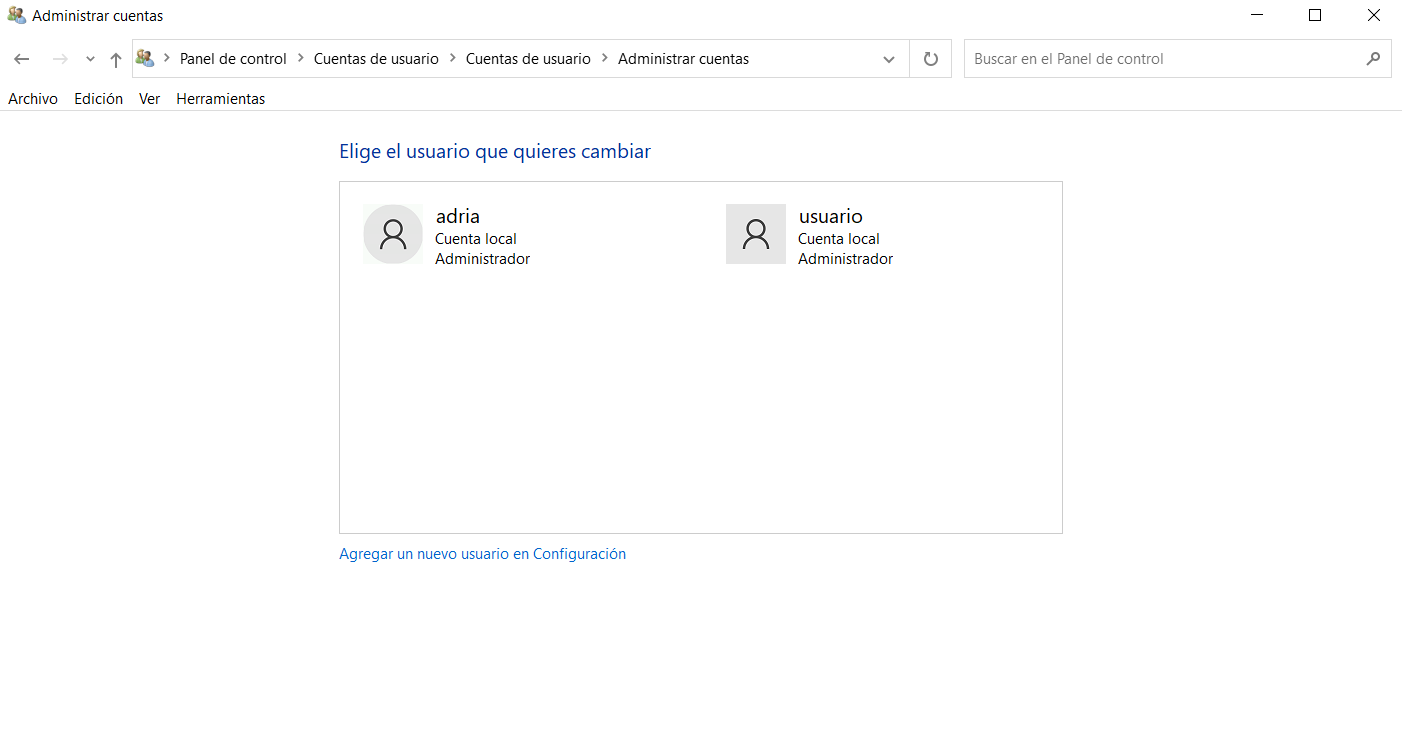 Administrar cuentas
Panel de control > Cuentas de usuario > Cuentas de usuario > Administrar cuentas
Buscar en el Panel de control
Archivo Edición Ver Herramientas
Elige el usuario que quieres cambiar
adria
Cuenta local
Administrador
usuario
Cuenta local
Administrador
Agregar un nuevo usuario en Configuración